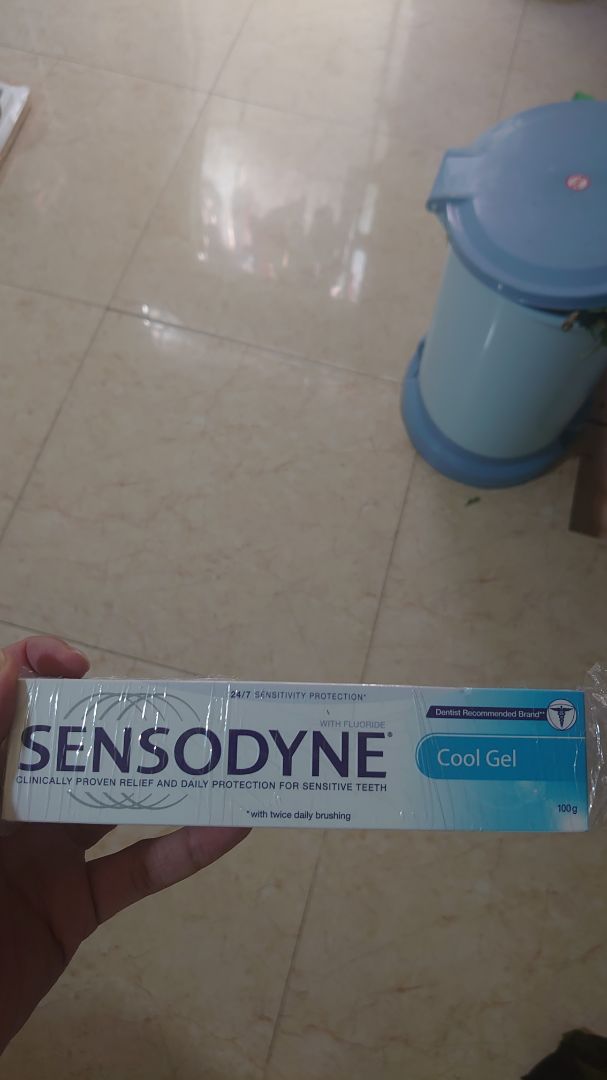 24/7 SENSITIVITY PROTECTION*
WITH FLUORIDE
SENSODYNE®
CLINICALLY PROVEN RELIEF AND DAILY PROTECTION FOR SENSITIVE TEETH
*with twice daily brushing
Dentist Recommended Brand**
Cool Gel
100g